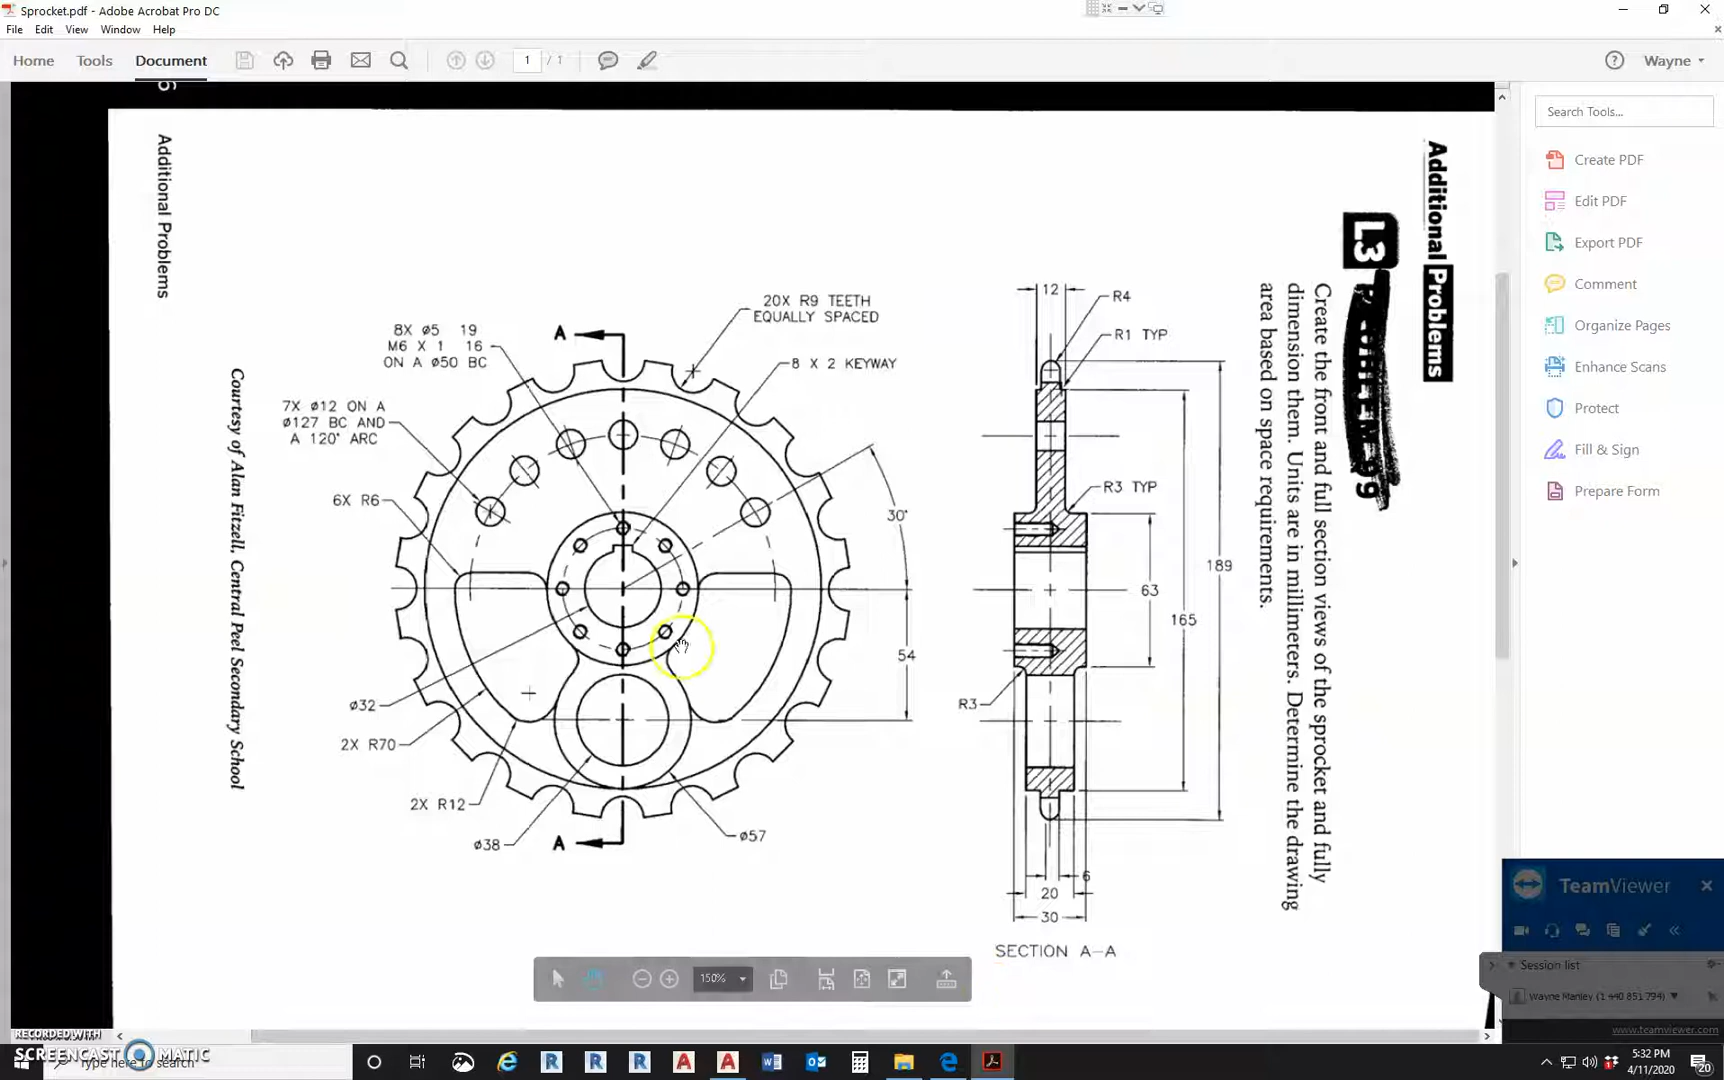 Sprocket.pdf - Adobe Acrobat Pro DC
File Edit View Window Help
Home Tools Document 1 / 1 Wayne
Search Tools...
Create PDF
Edit PDF
Export PDF
Comment
Organize Pages
Enhance Scans
Protect
Fill & Sign
Prepare Form
Additional Problems
L3
Create the front and full section views of the sprocket and fully
dimension them. Units are in millimeters. Determine the drawing
area based on space requirements.
20X R9 TEETH
EQUALLY SPACED
8X ø5 19
M6 X 1 16
ON A ø50 BC
A
8 X 2 KEYWAY
7X ø12 ON A
ø127 BC AND
A 120° ARC
6X R6
30°
54
ø32
2X R70
2X R12
ø38
A
ø57
12
R4
R1 TYP
R3 TYP
189
63
165
R3
6
20
30
SECTION A-A
Courtesy of Alan Fitzell, Central Peel Secondary School
Additional Problems
6
150%
TeamViewer
Session list
Wayne Manley (1 440 851 794)
www.teamviewer.com
RECORDED WITH
SCREENCAST MATIC
Type here to search
5:32 PM
4/11/2020
20